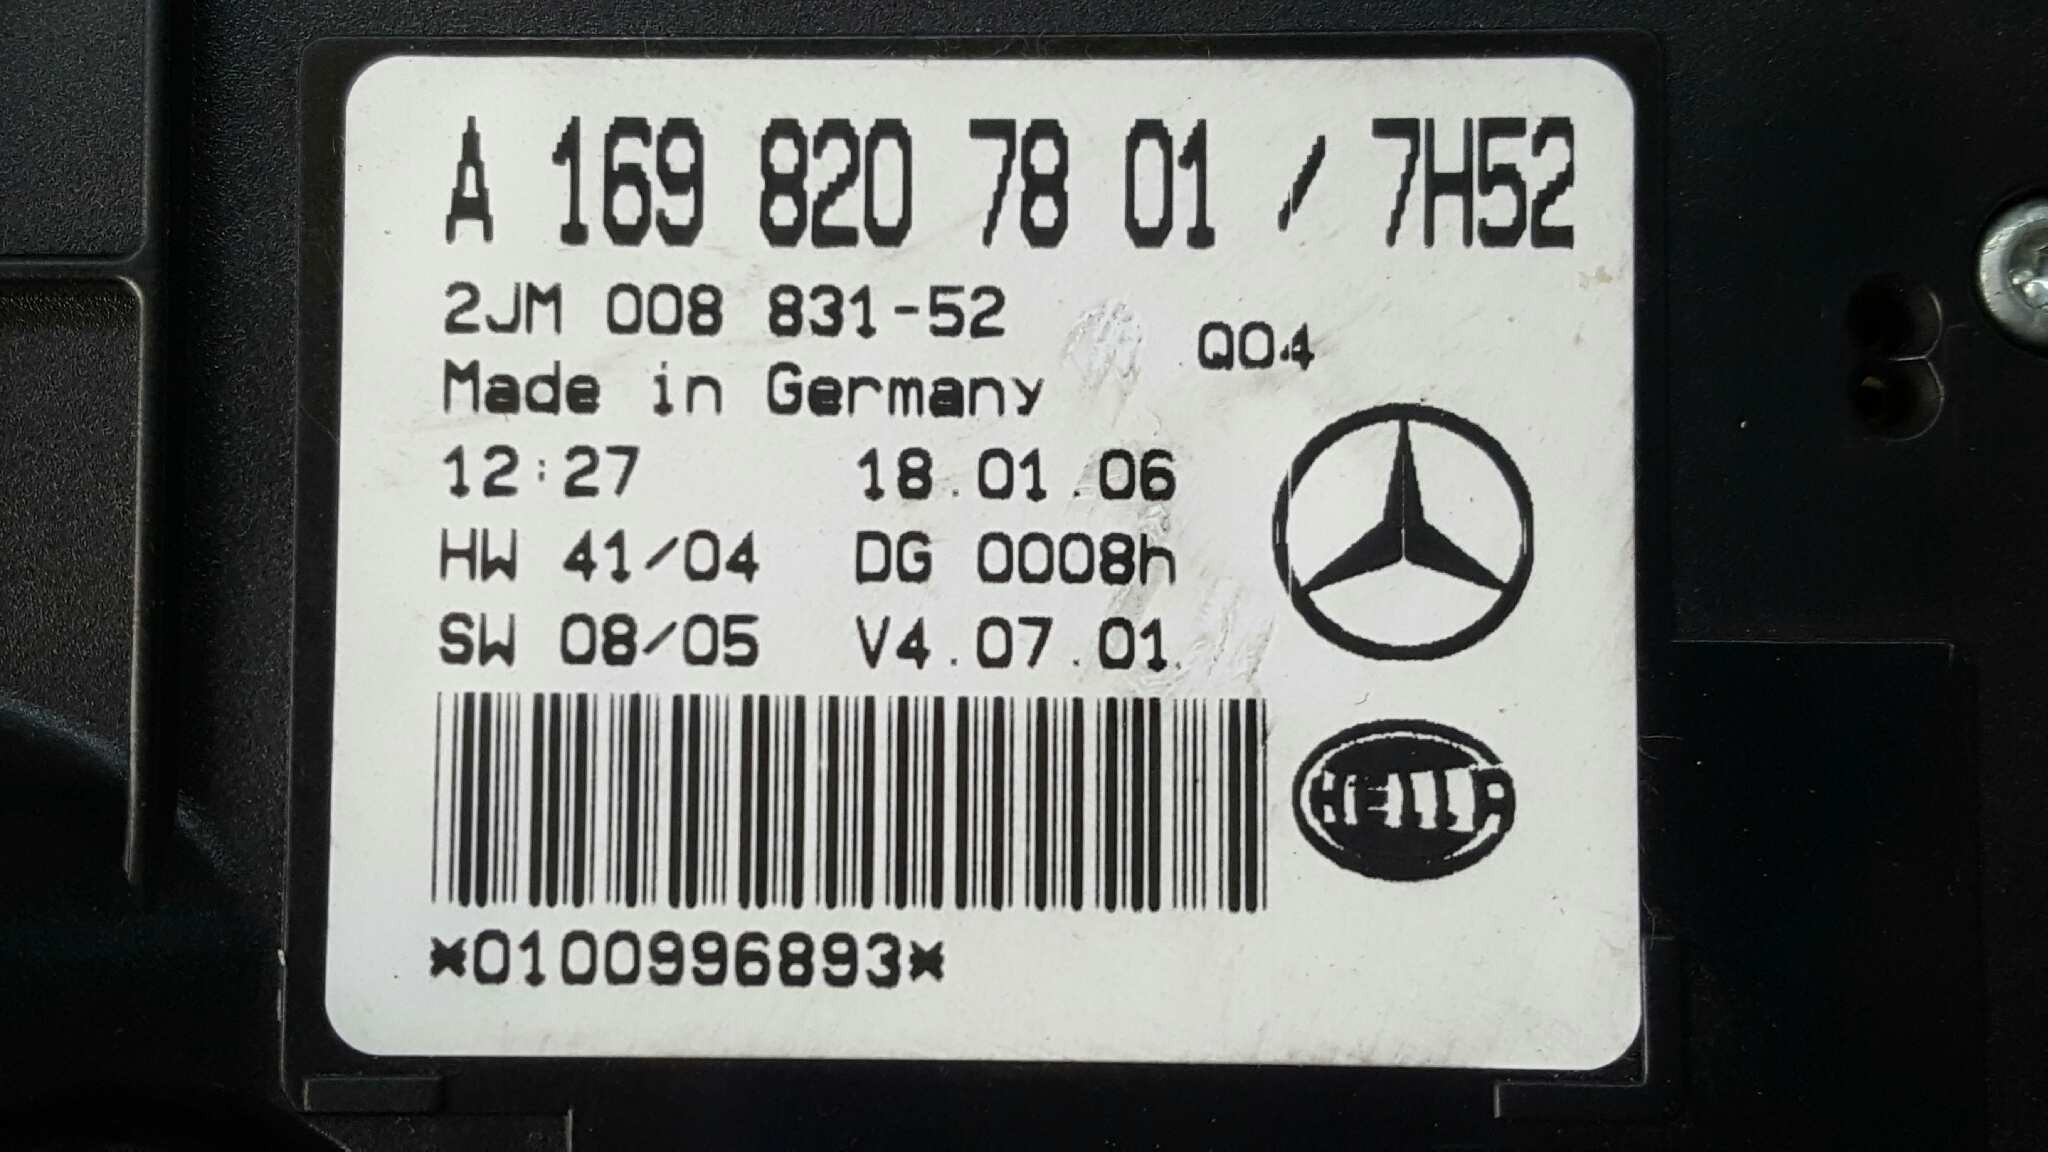 A 169 820 78 01 / 7H52
2JM 008 831-52
Q04
Made in Germany
12:27 18.01.06
HW 41/04 DG 0008h
SW 08/05 V4.07.01
HELLA
*0100996893*